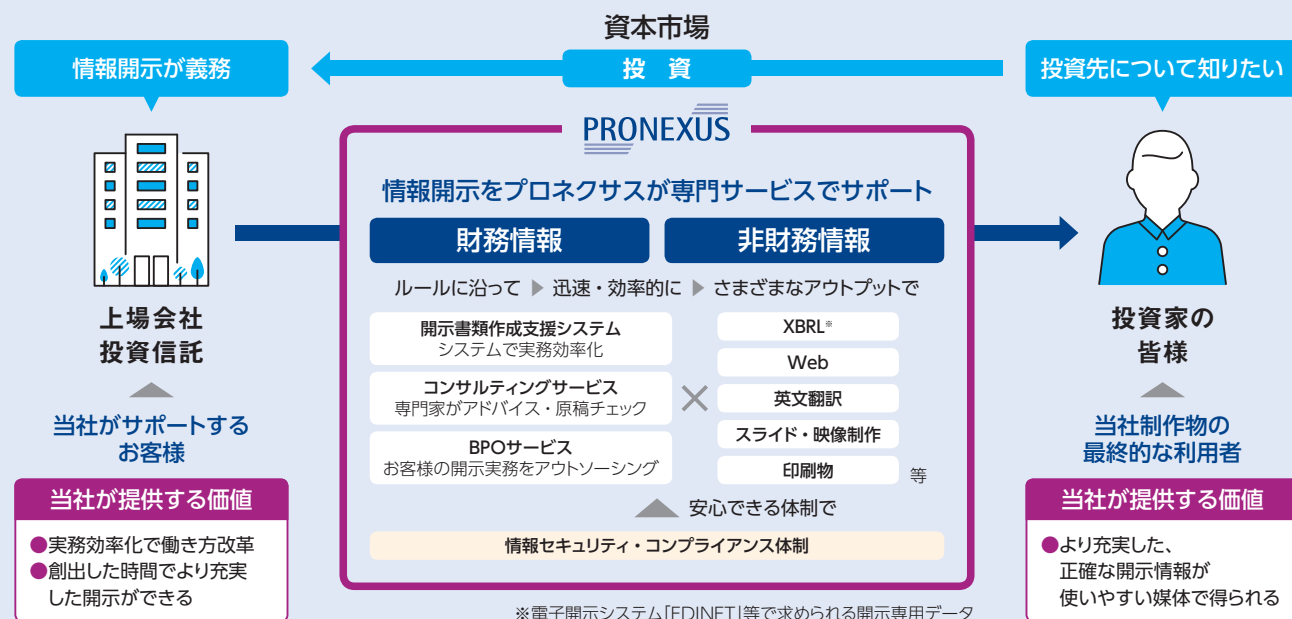 資本市場
投資
情報開示が義務
投資先について知りたい
PRONEXUS
情報開示をプロネクサスが専門サービスでサポート
財務情報
非財務情報
ルールに沿って ▶ 迅速・効率的に ▶ さまざまなアウトプットで
開示書類作成支援システム
システムで実務効率化
コンサルティングサービス
専門家がアドバイス・原稿チェック
BPOサービス
お客様の開示実務をアウトソーシング
×
XBRL※
Web
英文翻訳
スライド・映像制作
印刷物
等
安心できる体制で
情報セキュリティ・コンプライアンス体制
※電子開示システム「EDINET」等で求められる開示専用データ
上場会社
投資信託
当社がサポートする
お客様
当社が提供する価値
●実務効率化で働き方改革
●創出した時間でより充実
した開示ができる
投資家の
皆様
当社制作物の
最終的な利用者
当社が提供する価値
●より充実した、
正確な開示情報が
使いやすい媒体で得られる